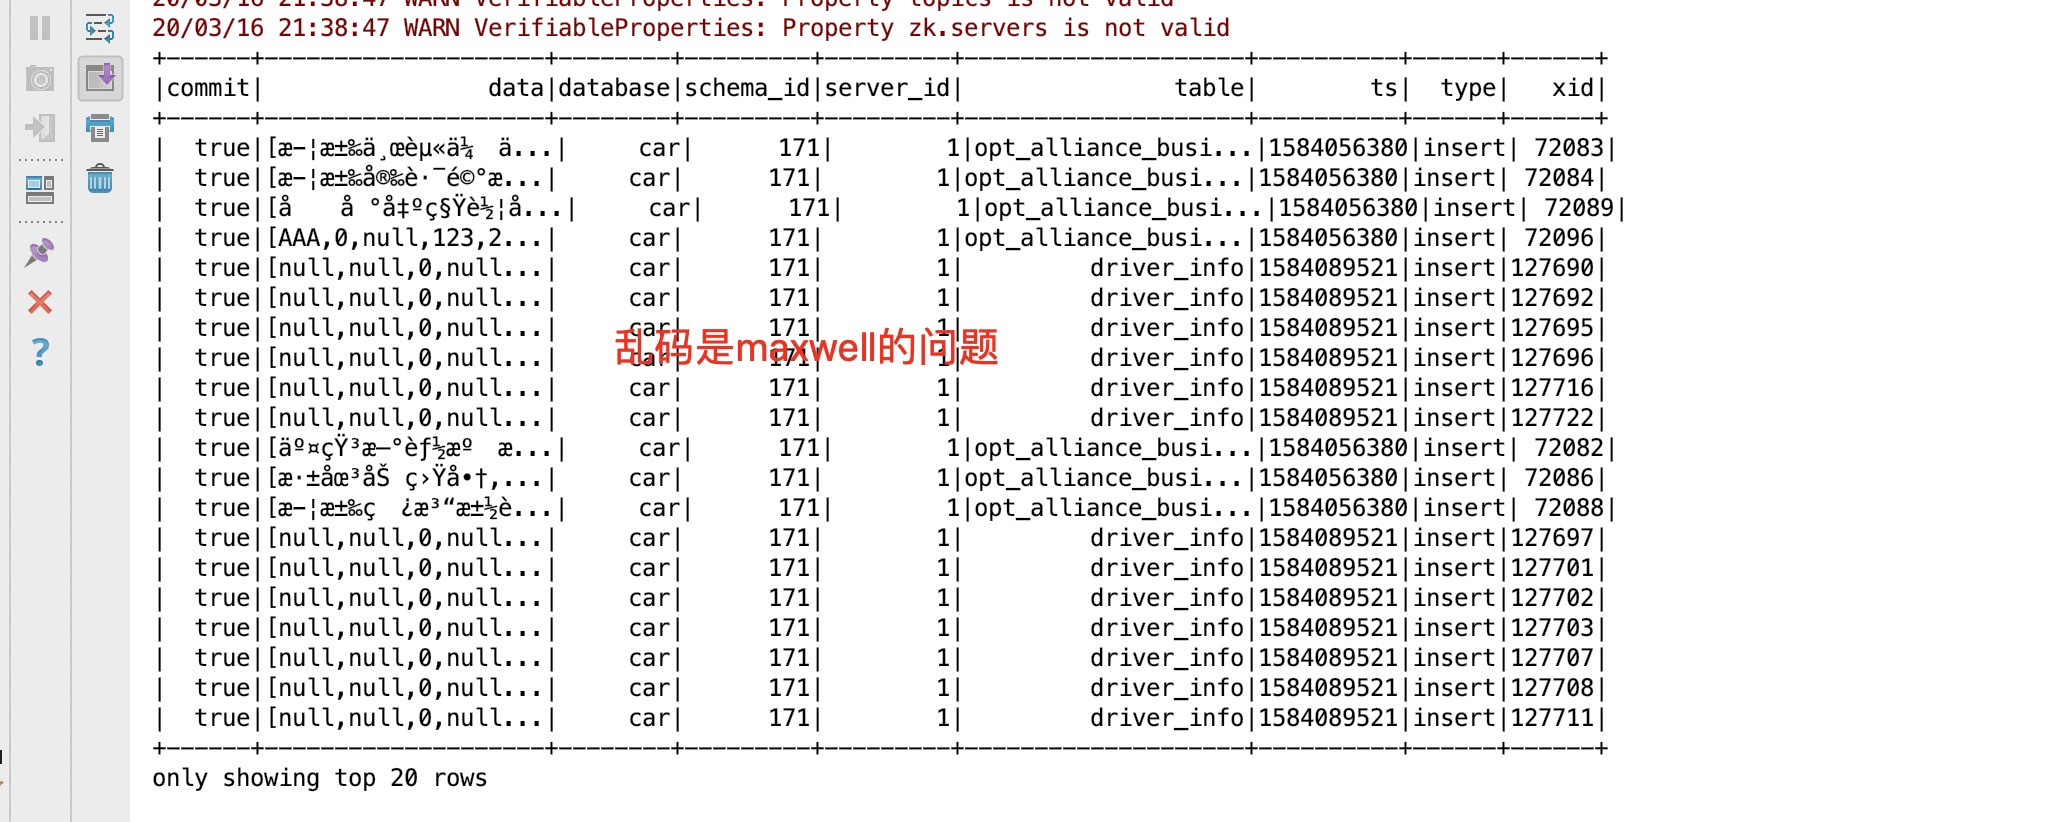 20/03/16 21:38:47 WARN VerifiableProperties: Property topics is not valid
20/03/16 21:38:47 WARN VerifiableProperties: Property zk.servers is not valid
+------+--------------------+--------+---------+---------+--------------------+----------+------+------+
|commit|                data|database|schema_id|server_id|               table|        ts|  type|   xid|
+------+--------------------+--------+---------+---------+--------------------+----------+------+------+
|  true|[æ­¦æ±‰ä¸œèµ«ä¼  ä...|     car|      171|        1|opt_alliance_busi...|1584056380|insert| 72083|
|  true|[æ­¦æ±‰å®‰è·¯é©°æ...|     car|      171|        1|opt_alliance_busi...|1584056380|insert| 72084|
|  true|[å   å °å‡ºç§Ÿè½¦å...|     car|      171|        1|opt_alliance_busi...|1584056380|insert| 72089|
|  true|[AAA,0,null,123,2...|     car|      171|        1|opt_alliance_busi...|1584056380|insert| 72096|
|  true|[null,null,0,null...|     car|      171|        1|         driver_info|1584089521|insert|127690|
|  true|[null,null,0,null...|     car|      171|        1|         driver_info|1584089521|insert|127692|
|  true|[null,null,0,null...|     car|      171|        1|         driver_info|1584089521|insert|127695|
乱码是maxwell的问题
|  true|[null,null,0,null...|     car|      171|        1|         driver_info|1584089521|insert|127696|
|  true|[null,null,0,null...|     car|      171|        1|         driver_info|1584089521|insert|127716|
|  true|[null,null,0,null...|     car|      171|        1|         driver_info|1584089521|insert|127722|
|  true|[äº¤çŸ³æ–°èƒ½æº  æ...|     car|      171|        1|opt_alliance_busi...|1584056380|insert| 72082|
|  true|[æ·±åœ³åŠ ç›Ÿå•†,...|     car|      171|        1|opt_alliance_busi...|1584056380|insert| 72086|
|  true|[æ­¦æ±‰ç  ¿æ³“æ±½è...|     car|      171|        1|opt_alliance_busi...|1584056380|insert| 72088|
|  true|[null,null,0,null...|     car|      171|        1|         driver_info|1584089521|insert|127697|
|  true|[null,null,0,null...|     car|      171|        1|         driver_info|1584089521|insert|127701|
|  true|[null,null,0,null...|     car|      171|        1|         driver_info|1584089521|insert|127702|
|  true|[null,null,0,null...|     car|      171|        1|         driver_info|1584089521|insert|127703|
|  true|[null,null,0,null...|     car|      171|        1|         driver_info|1584089521|insert|127707|
|  true|[null,null,0,null...|     car|      171|        1|         driver_info|1584089521|insert|127708|
|  true|[null,null,0,null...|     car|      171|        1|         driver_info|1584089521|insert|127711|
+------+--------------------+--------+---------+---------+--------------------+----------+------+------+
only showing top 20 rows